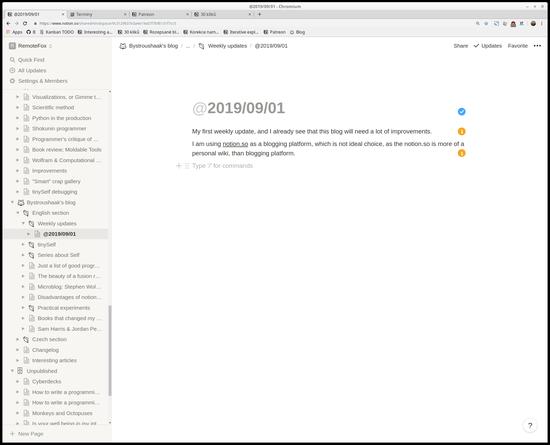 @2019/09/01 - Chromium
@2019/09/01
Termíny
Patreon
30 kliků
Apps
Kanban TODO
Interesting a...
30 kliků
Rozepsané bl...
Korekce nam...
Iterative expl...
Patreon
Blog
RemoteFox
Bystroushaak's blog / ... / Weekly updates / @2019/09/01
Share
Updates
Favorite
Quick Find
All Updates
Settings & Members
Visualizations, or Gimme t...
Scientific method
Python in the production
Shokunin programmer
Programmer's critique of ...
Book review; Moldable Tools
Wolfram & Computational ...
Improvements
"Smart" crap gallery
tinySelf debugging
Bystroushaak's blog
English section
Weekly updates
@2019/09/01
tinySelf
Series about Self
Just a list of good progr...
The beauty of a fusion r...
Microblog: Stephen Wol...
Disadvantages of notion...
Practical experiments
Books that changed my ...
Sam Harris & Jordan Pe...
Czech section
Changelog
Interesting articles
Unpublished
Cyberdecks
How to write a programmi...
How to write a programmi...
Monkeys and Octopuses
Is your well being in my int...
New Page
@2019/09/01
My first weekly update, and I already see that this blog will need a lot of improvements.
1
I am using notion.so as a blogging platform, which is not ideal choice, as the notion.so is more of a
personal wiki, than blogging platform.
1
Type '/' for commands
?